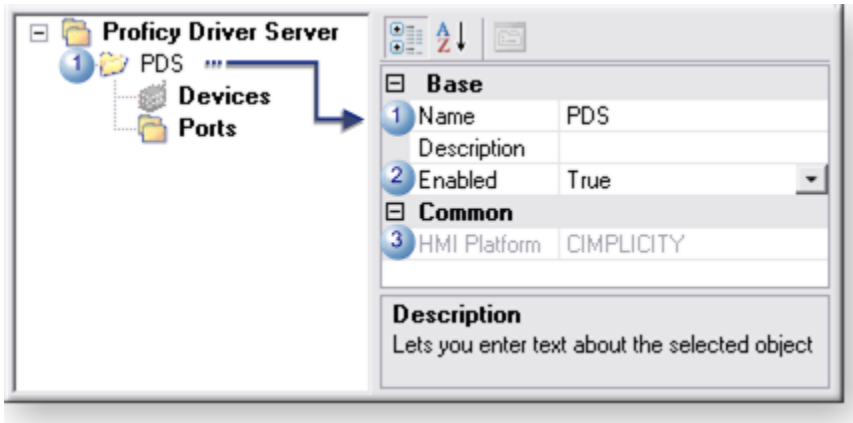 Proficy Driver Server
1 PDS
Devices
Ports
Base
1 Name PDS
Description
2 Enabled True
Common
3 HMI Platform CIMPLICITY
Description
Lets you enter text about the selected object